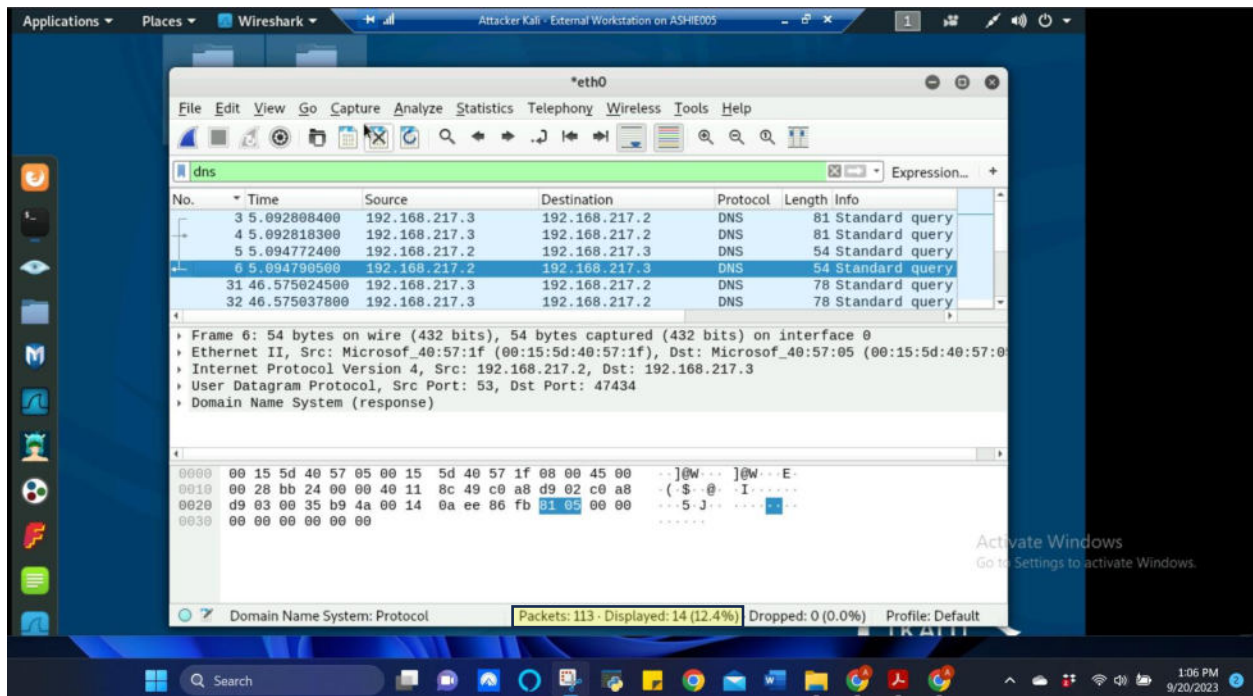 Applications Places Wireshark Attacker Kali - External Workstation on ASHIE005 1
*eth0
File Edit View Go Capture Analyze Statistics Telephony Wireless Tools Help
dns Expression... +
No. Time Source Destination Protocol Length Info
3 5.092808400 192.168.217.3 192.168.217.2 DNS 81 Standard query
4 5.092818300 192.168.217.3 192.168.217.2 DNS 81 Standard query
5 5.094772400 192.168.217.2 192.168.217.3 DNS 54 Standard query
6 5.094790500 192.168.217.2 192.168.217.3 DNS 54 Standard query
31 46.575024500 192.168.217.3 192.168.217.2 DNS 78 Standard query
32 46.575037800 192.168.217.3 192.168.217.2 DNS 78 Standard query
Frame 6: 54 bytes on wire (432 bits), 54 bytes captured (432 bits) on interface 0
Ethernet II, Src: Microsof_40:57:1f (00:15:5d:40:57:1f), Dst: Microsof_40:57:05 (00:15:5d:40:57:0
Internet Protocol Version 4, Src: 192.168.217.2, Dst: 192.168.217.3
User Datagram Protocol, Src Port: 53, Dst Port: 47434
Domain Name System (response)
0000 00 15 5d 40 57 05 00 15 5d 40 57 1f 08 00 45 00 ··]@W··· ]@W···E·
0010 00 28 bb 24 00 00 40 11 8c 49 c0 a8 d9 02 c0 a8 ·(·$··@· ·I······
0020 d9 03 00 35 b9 4a 00 14 0a ee 86 fb 81 05 00 00 ···5·J·· ········
0030 00 00 00 00 00 00 ······
Activate Windows
Go to Settings to activate Windows.
Domain Name System: Protocol Packets: 113 · Displayed: 14 (12.4%) Dropped: 0 (0.0%) Profile: Default
Search
1:06 PM
9/20/2023
2